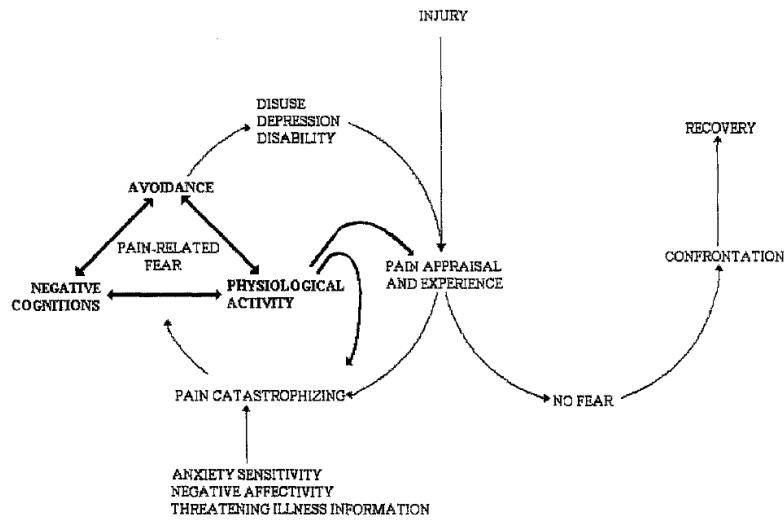 INJURY
DISUSE
DEPRESSION
DISABILITY
RECOVERY
AVOIDANCE
PAIN-RELATED
FEAR
NEGATIVE
COGNITIONS
PHYSIOLOGICAL
ACTIVITY
PAIN APPRAISAL
AND EXPERIENCE
CONFRONTATION
PAIN CATASTROPHIZING
NO FEAR
ANXIETY SENSITIVITY
NEGATIVE AFFECTIVITY
THREATENING ILLNESS INFORMATION